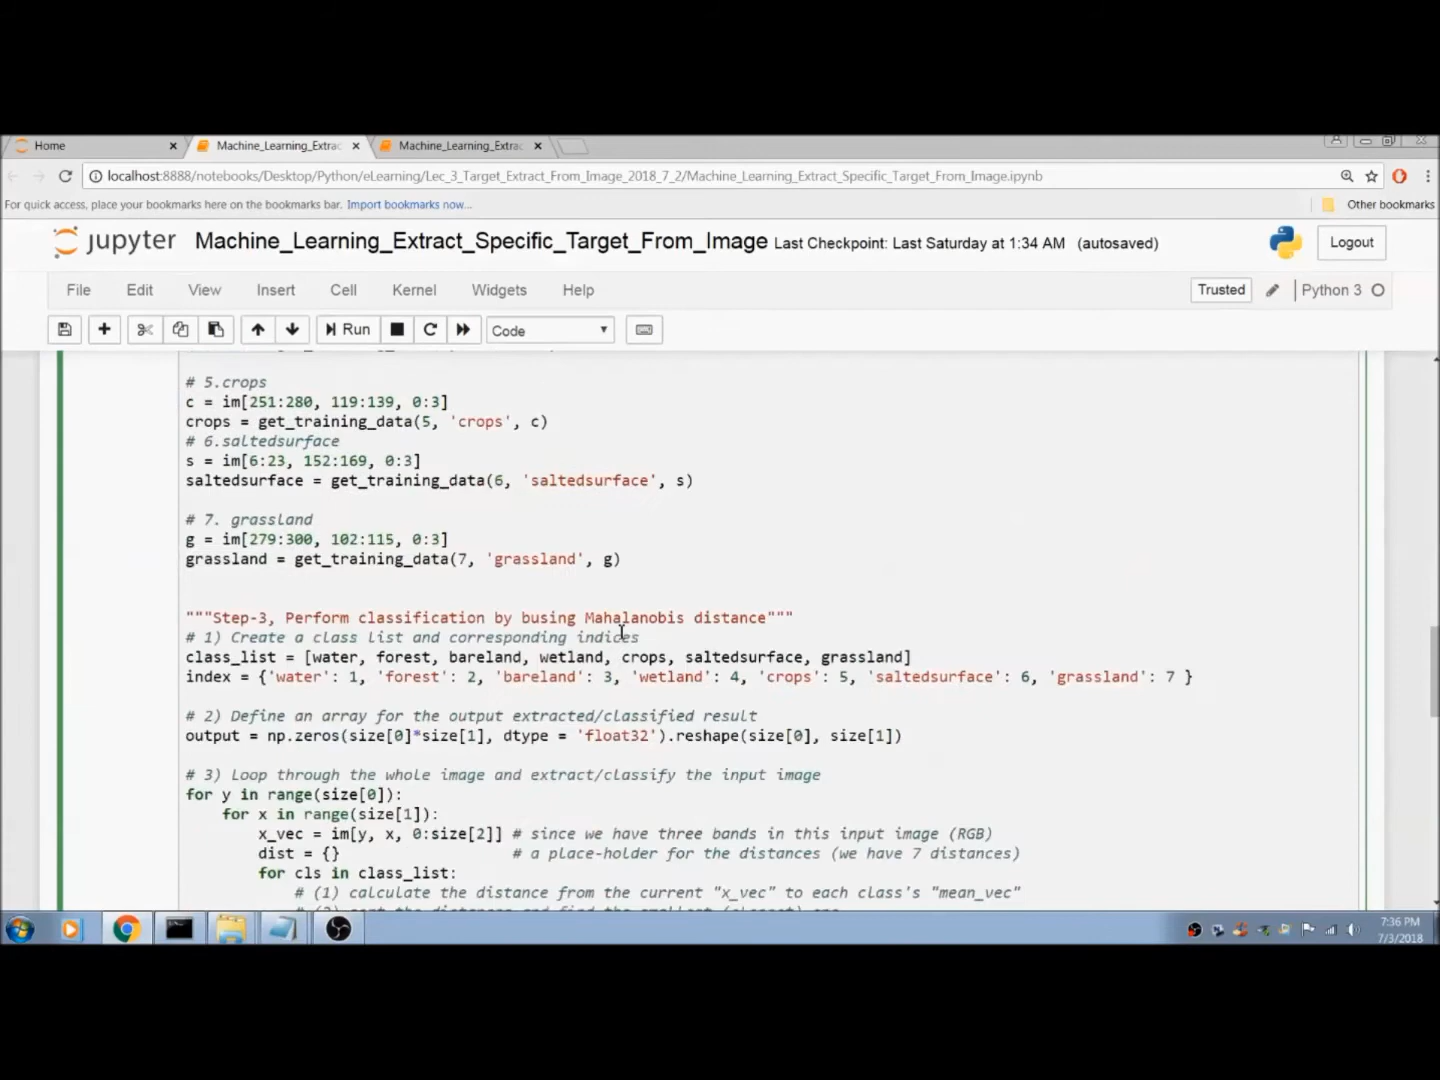 Home
Machine_Learning_Extrac
Machine_Learning_Extrac
localhost:8888/notebooks/Desktop/Python/eLearning/Lec_3_Target_Extract_From_Image_2018_7_2/Machine_Learning_Extract_Specific_Target_From_Image.ipynb
For quick access, place your bookmarks here on the bookmarks bar. Import bookmarks now... Other bookmarks
jupyter Machine_Learning_Extract_Specific_Target_From_Image Last Checkpoint: Last Saturday at 1:34 AM (autosaved) Logout
File Edit View Insert Cell Kernel Widgets Help Trusted Python 3
Run Code
# 5.crops
c = im[251:280, 119:139, 0:3]
crops = get_training_data(5, 'crops', c)
# 6.saltedsurface
s = im[6:23, 152:169, 0:3]
saltedsurface = get_training_data(6, 'saltedsurface', s)
# 7. grassland
g = im[279:300, 102:115, 0:3]
grassland = get_training_data(7, 'grassland', g)
"""Step-3, Perform classification by busing Mahalanobis distance"""
# 1) Create a class list and corresponding indices
class_list = [water, forest, bareland, wetland, crops, saltedsurface, grassland]
index = {'water': 1, 'forest': 2, 'bareland': 3, 'wetland': 4, 'crops': 5, 'saltedsurface': 6, 'grassland': 7 }
# 2) Define an array for the output extracted/classified result
output = np.zeros(size[0]*size[1], dtype = 'float32').reshape(size[0], size[1])
# 3) Loop through the whole image and extract/classify the input image
for y in range(size[0]):
for x in range(size[1]):
x_vec = im[y, x, 0:size[2]] # since we have three bands in this input image (RGB)
dist = {} # a place-holder for the distances (we have 7 distances)
for cls in class_list:
# (1) calculate the distance from the current "x_vec" to each class's "mean_vec"
7:36 PM
7/3/2018